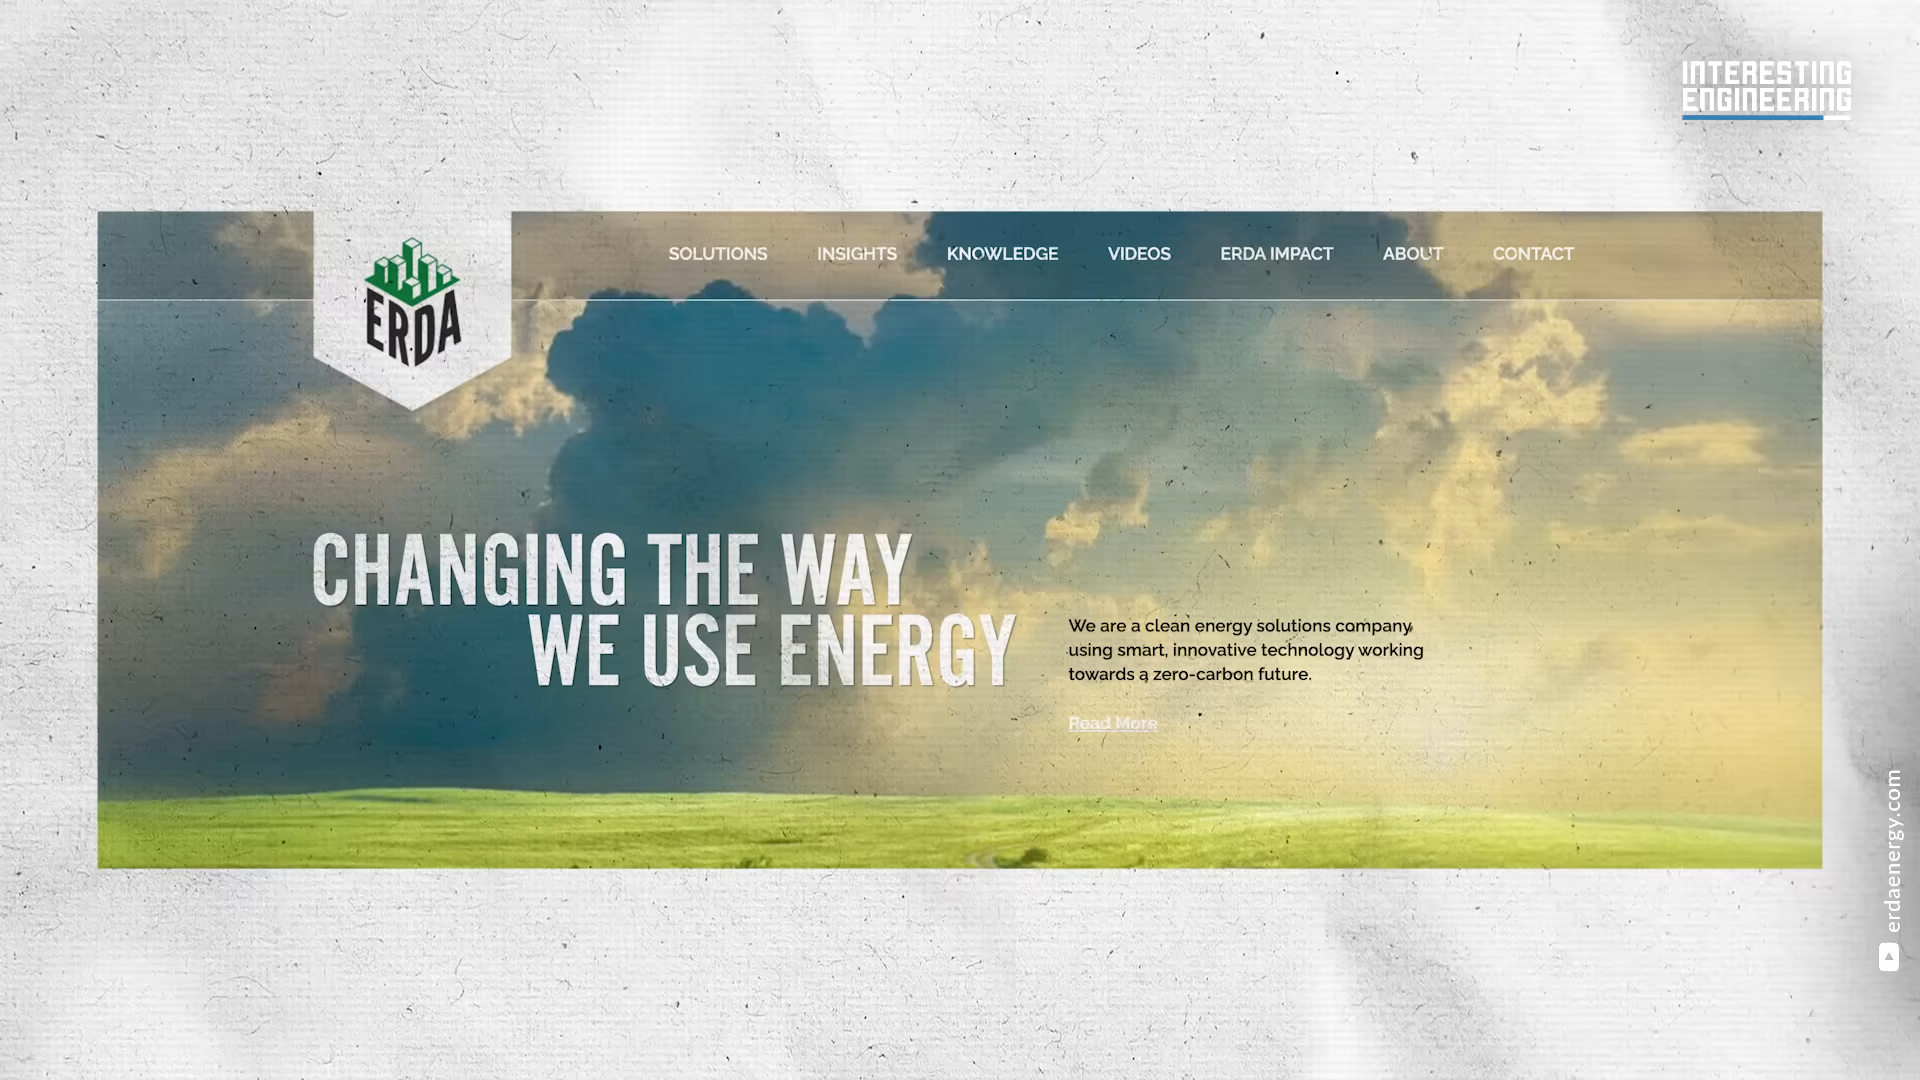 INTERESTING
ENGINEERING
SOLUTIONS INSIGHTS KNOWLEDGE VIDEOS ERDA IMPACT ABOUT CONTACT
ERDA
CHANGING THE WAY
WE USE ENERGY
We are a clean energy solutions company
using smart, innovative technology working
towards a zero-carbon future.
Read More
erdaenergy.com